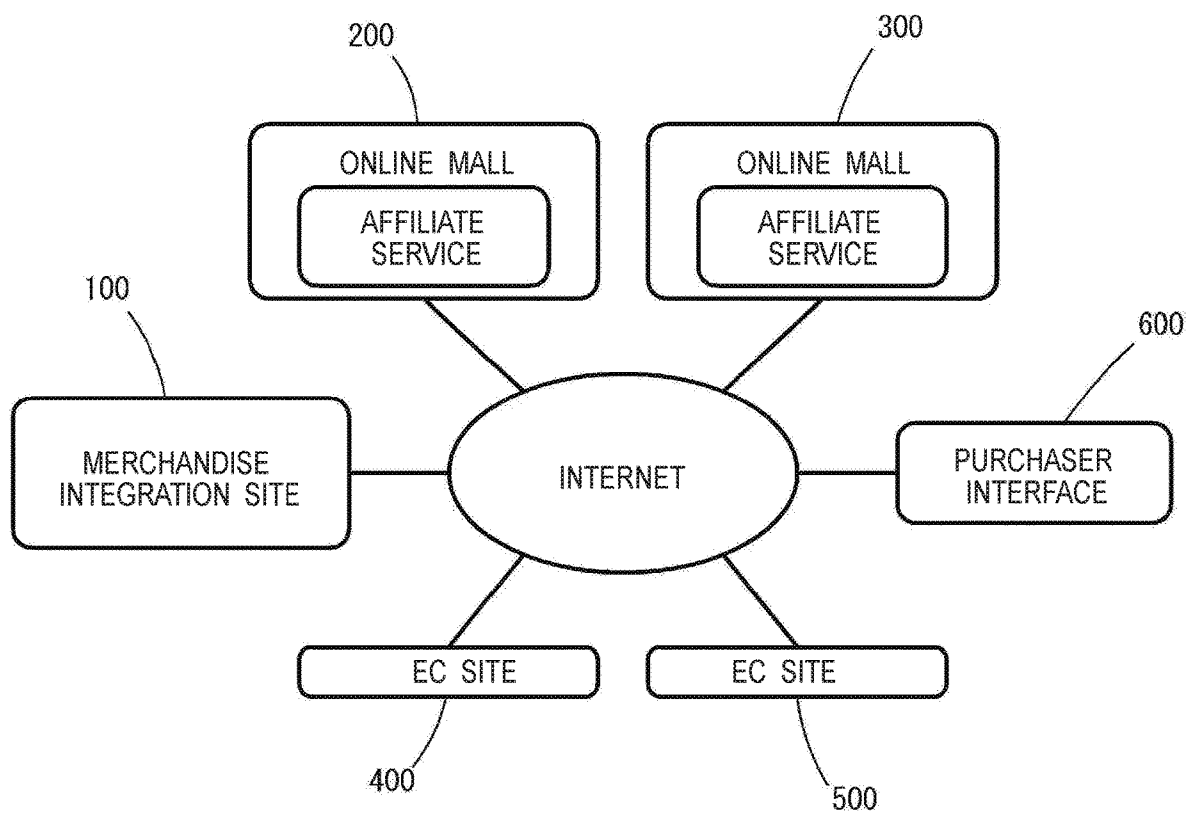 200
300
ONLINE MALL
AFFILIATE
SERVICE
ONLINE MALL
AFFILIATE
SERVICE
100
600
MERCHANDISE
INTEGRATION SITE
INTERNET
PURCHASER
INTERFACE
EC SITE
EC SITE
400
500